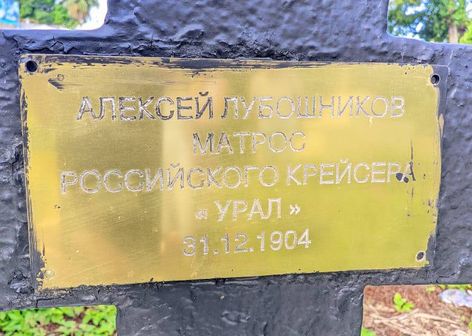 АЛЕКСЕЙ ЛУБОШНИКОВ
МАТРОС
РОССИЙСКОГО КРЕЙСЕРА
« УРАЛ »
31.12.1904